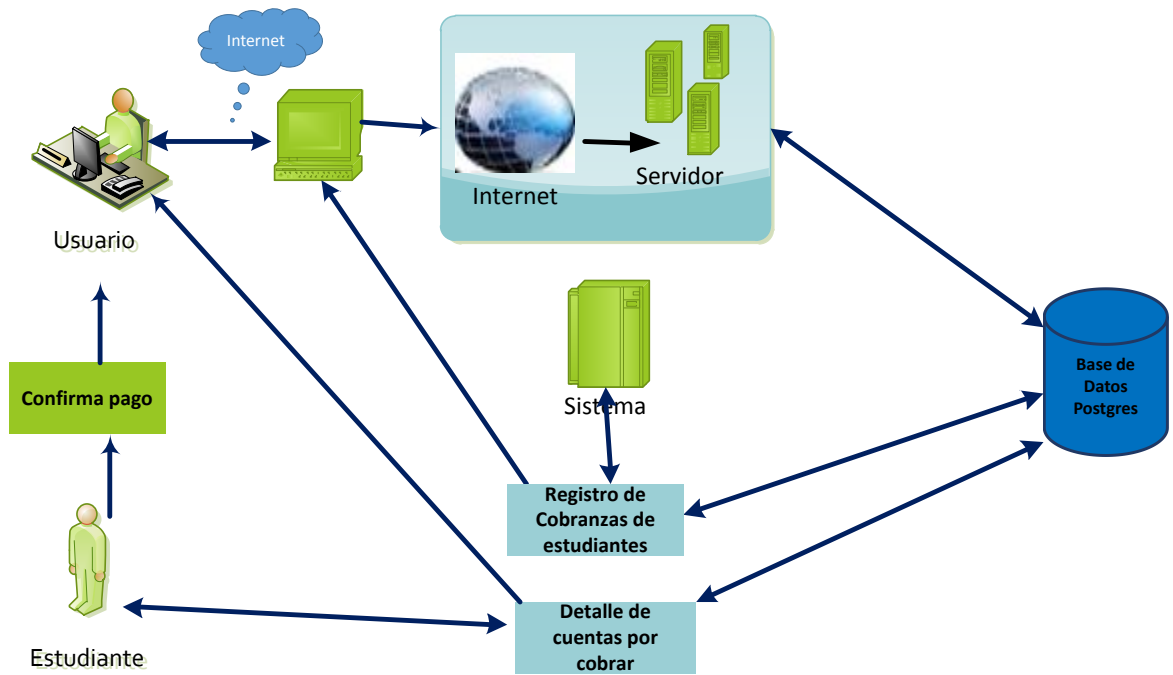 Internet
Internet
Servidor
Usuario
Sistema
Base de
Datos
Postgres
Confirma pago
Registro de
Cobranzas de
estudiantes
Detalle de
cuentas por
cobrar
Estudiante